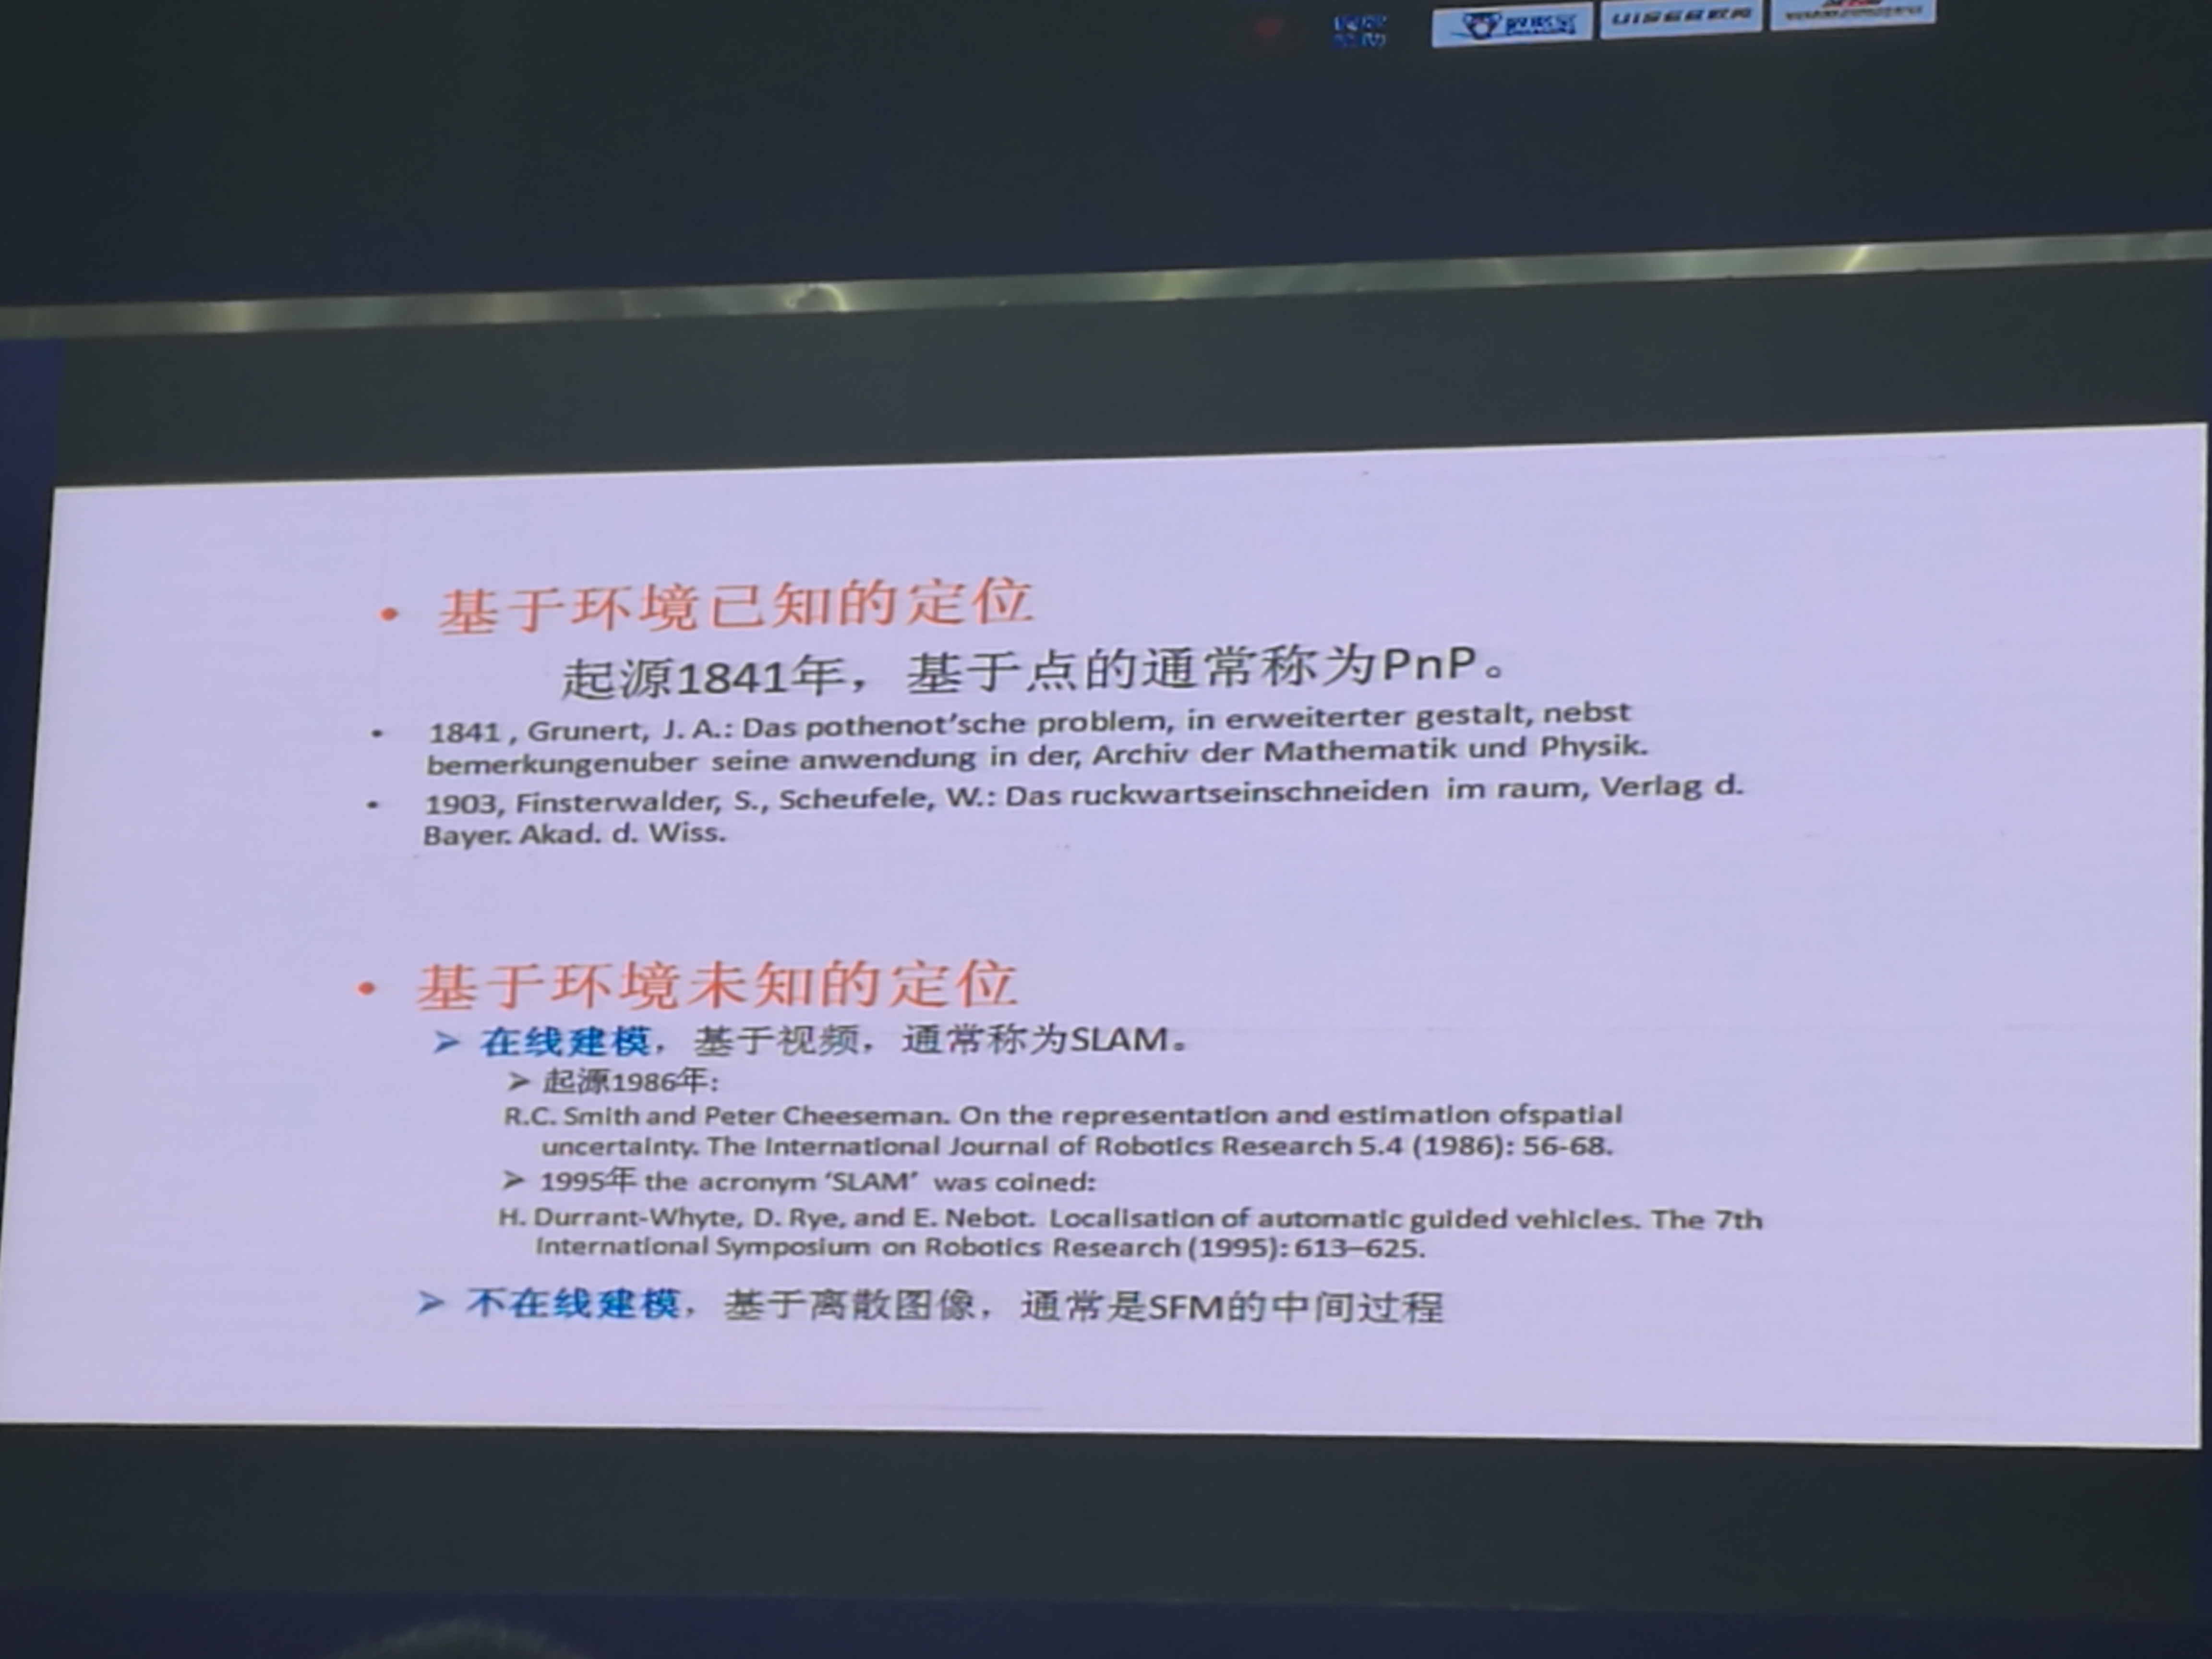 • 基于环境已知的定位
起源1841年，基于点的通常称为PnP。
• 1841 , Grunert, J. A.: Das pothenot'sche problem, in erweiterter gestalt, nebst
bemerkungenuber seine anwendung in der, Archiv der Mathematik und Physik.
• 1903, Finsterwalder, S., Scheufele, W.: Das ruckwartseinschneiden im raum, Verlag d.
Bayer. Akad. d. Wiss.
• 基于环境未知的定位
➢ 在线建模，基于视频，通常称为SLAM。
➢ 起源1986年:
R.C. Smith and Peter Cheeseman. On the representation and estimation ofspatial
uncertainty. The International Journal of Robotics Research 5.4 (1986): 56-68.
➢ 1995年 the acronym ‘SLAM’ was coined:
H. Durrant-Whyte, D. Rye, and E. Nebot. Localisation of automatic guided vehicles. The 7th
International Symposium on Robotics Research (1995): 613–625.
➢ 不在线建模，基于离散图像，通常是SFM的中间过程